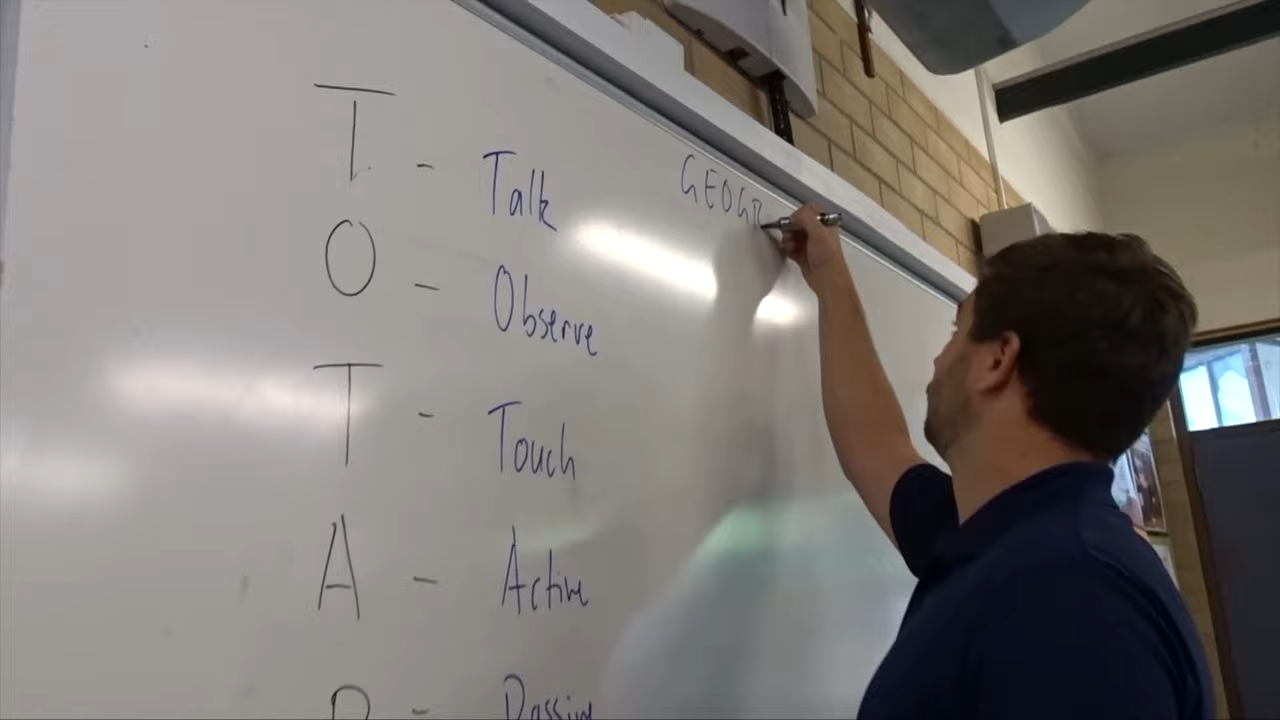 T - Talk
GEOGR
O - Observe
T - Touch
A - Active
P - Passive